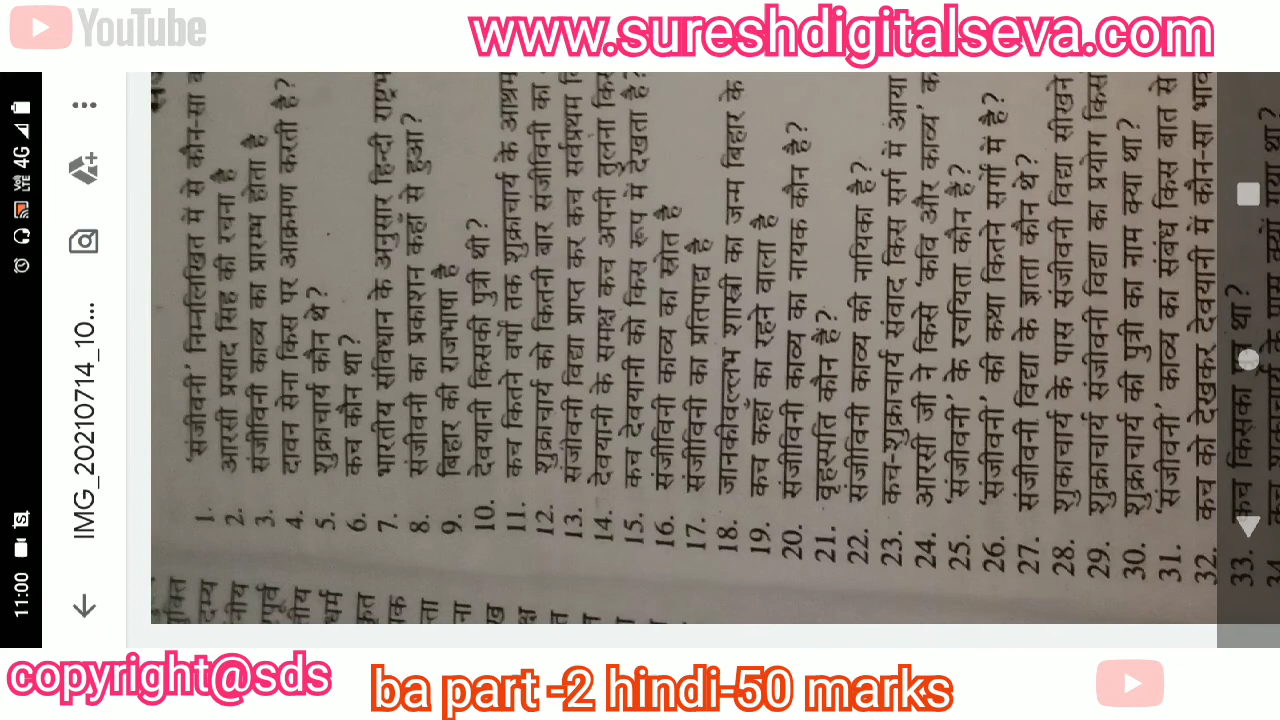 YouTube
www.sureshdigitalseva.com
11:00
4G
VoLTE
IMG_20210714_10...
1. 'संजीवनी' निम्नलिखित में से कौन-सा
2. आरसी प्रसाद सिंह की रचना है
3. संजीविनी काव्य का प्रारम्भ होता है
4. दावन सेना किस पर आक्रमण करती है?
5. शुक्राचार्य कौन थे?
6. कच कौन था?
7. भारतीय संविधान के अनुसार हिन्दी राष्ट्रभ
8. संजीवनी का प्रकाशन कहाँ से हुआ?
9. बिहार की राजभाषा है
10. देवयानी किसकी पुत्री थी?
11. कच कितने वर्षों तक शुक्राचार्य के आश्रम
12. शुक्राचार्य को कितनी बार संजीविनी का
13. संजीवनी विद्या प्राप्त कर कच सर्वप्रथम
14. देवयानी के समक्ष कच अपनी तुलना किस
15. कच देवयानी को किस रूप में देखता है?
16. संजीविनी काव्य का स्रोत है
17. संजीविनी का प्रतिपाद्य है
18. जानकीवल्लभ शास्त्री का जन्म बिहार के
19. कच कहाँ का रहने वाला है
20. संजीविनी काव्य का नायक कौन है?
21. बृहस्पति कौन हैं?
22. संजीविनी काव्य की नायिका है?
23. कच-शुक्राचार्य संवाद किस सर्ग में आया
24. आरसी जी ने किसे 'कवि और काव्य' क
25. 'संजीवनी' के रचयिता कौन है?
26. 'संजीवनी' की कथा कितने सर्गों में है?
27. संजीवनी विद्या के ज्ञाता कौन थे?
28. शुक्राचार्य के पास संजीवनी विद्या सीखने
29. शुक्राचार्य संजीवनी विद्या का प्रयोग किस
30. शुक्राचार्य की पुत्री का नाम क्या था?
31. 'संजीवनी' काव्य का संबंध किस बात से
32. कच को देखकर देवयानी में कौन-सा भाव
33. कच किसका पुत्र था?
34.
युक्ति
दम्य
नीय
पूर्व
तीय
धर्म
कृत
यक
ता
ना
ख
क्ष
त
न
copyright@sds
ba part -2 hindi-50 marks